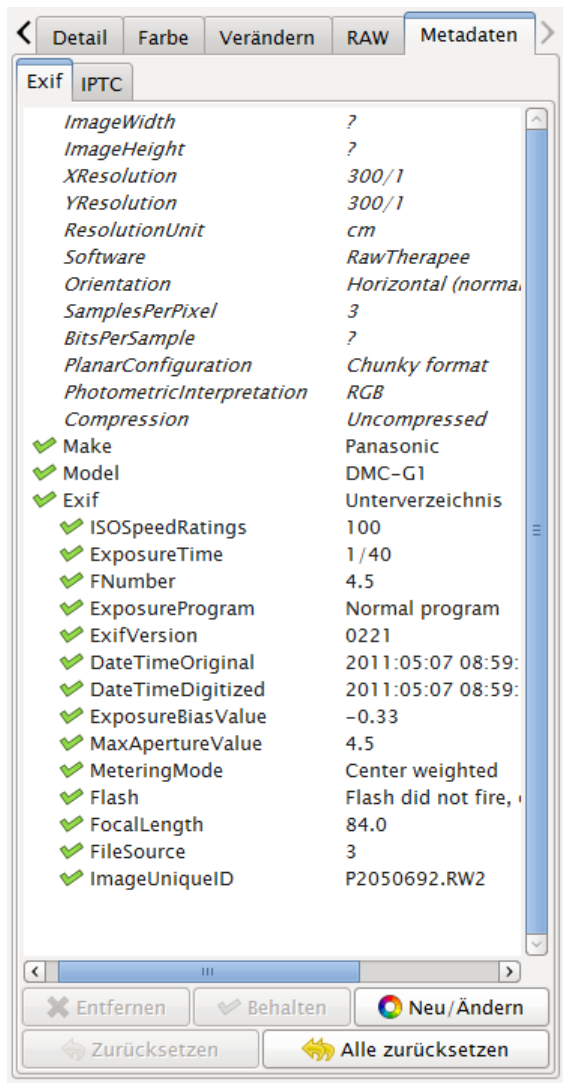 Detail Farbe Verändern RAW Metadaten
Exif IPTC
ImageWidth ?
ImageHeight ?
XResolution 300/1
YResolution 300/1
ResolutionUnit cm
Software RawTherapee
Orientation Horizontal (normal
SamplesPerPixel 3
BitsPerSample ?
PlanarConfiguration Chunky format
PhotometricInterpretation RGB
Compression Uncompressed
Make Panasonic
Model DMC-G1
Exif Unterverzeichnis
ISOSpeedRatings 100
ExposureTime 1/40
FNumber 4.5
ExposureProgram Normal program
ExifVersion 0221
DateTimeOriginal 2011:05:07 08:59:
DateTimeDigitized 2011:05:07 08:59:
ExposureBiasValue -0.33
MaxApertureValue 4.5
MeteringMode Center weighted
Flash Flash did not fire,
FocalLength 84.0
FileSource 3
ImageUniqueID P2050692.RW2
Entfernen Behalten Neu/Ändern
Zurücksetzen Alle zurücksetzen